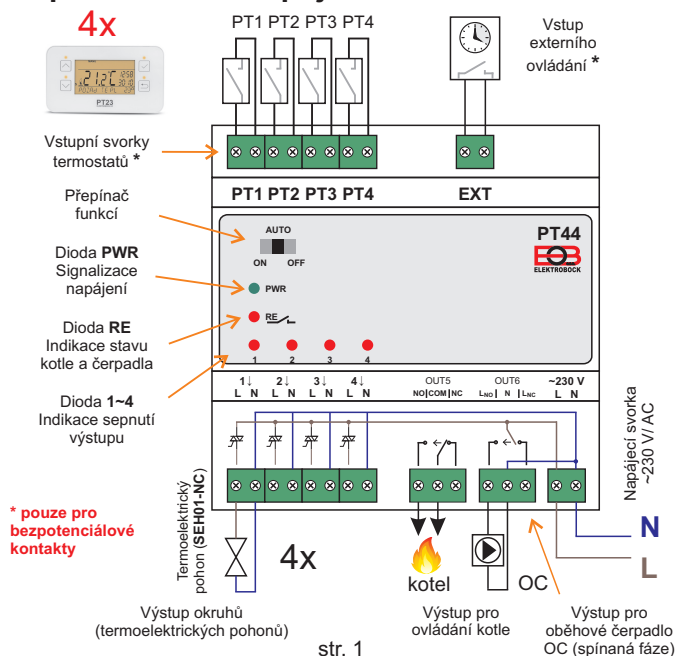 4x
PT1 PT2 PT3 PT4
Vstup
externího
ovládání *
21.2°C
PT23
Vstupní svorky
termostatů *
PT1 PT2 PT3 PT4
EXT
Přepínač
funkcí
AUTO
ON OFF
PT44
ELEKTROBOCK
Dioda PWR
Signalizace
napájení
PWR
Dioda RE
Indikace stavu
kotle a čerpadla
RE
1 2 3 4
Dioda 1~4
Indikace sepnutí
výstupu
1↓ 2↓ 3↓ 4↓ OUT5 OUT6 ~230 V
L N L N L N L N NO|COM|NC LNO| N |LNC L N
Napájecí svorka
~230 V/ AC
Termoelektrický
pohon (SEH01-NC)
* pouze pro
bezpotenciálové
kontakty
4x
kotel
OC
N
L
Výstup okruhů
(termoelektrických pohonů)
Výstup pro
ovládání kotle
Výstup pro
oběhové čerpadlo
OC (spínaná fáze)
str. 1